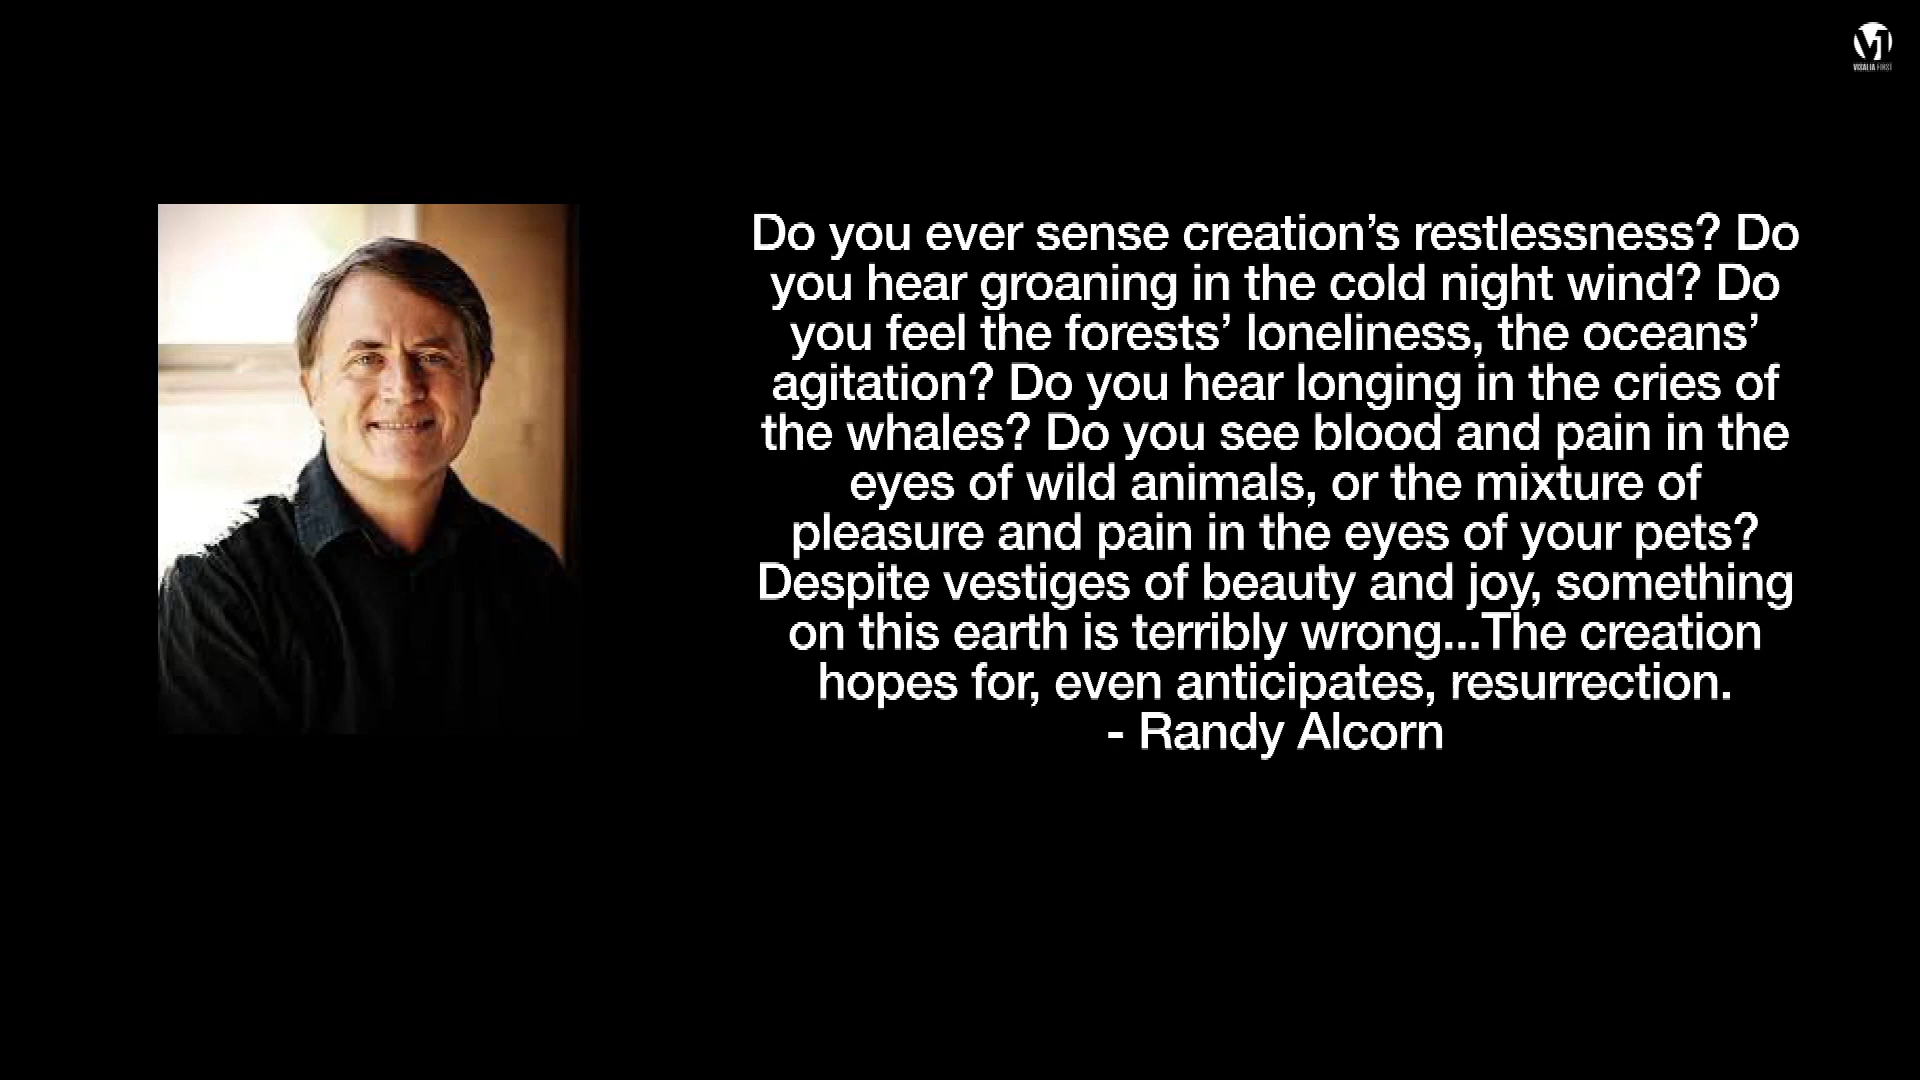 VISALIA FIRST
Do you ever sense creation’s restlessness? Do
you hear groaning in the cold night wind? Do
you feel the forests’ loneliness, the oceans’
agitation? Do you hear longing in the cries of
the whales? Do you see blood and pain in the
eyes of wild animals, or the mixture of
pleasure and pain in the eyes of your pets?
Despite vestiges of beauty and joy, something
on this earth is terribly wrong...The creation
hopes for, even anticipates, resurrection.
- Randy Alcorn